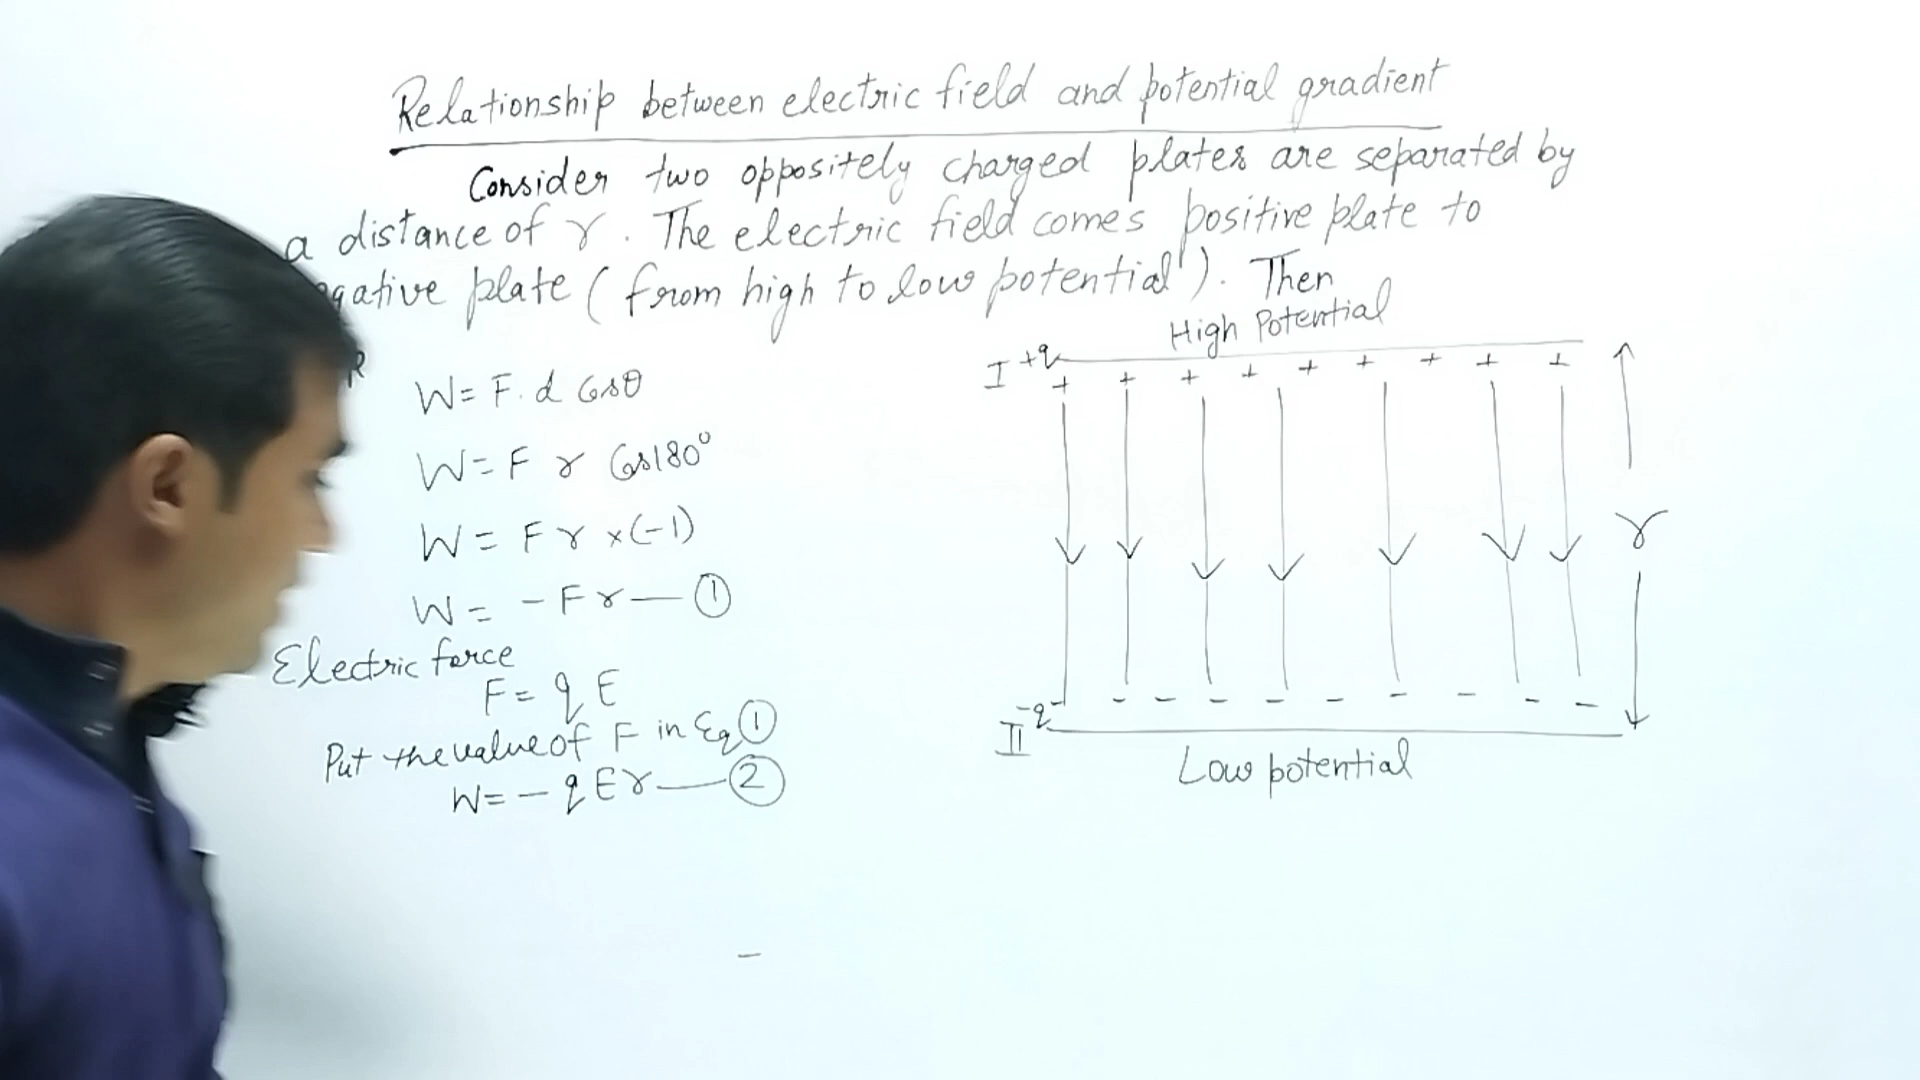 Relationship between electric field and potential gradient
Consider two oppositely charged plates are separated by
a distance of r. The electric field comes positive plate to
gative plate (from high to low potential'). Then
High Potential
I +q
+ + + + + + + + +
W = F. d Cosθ
W = F r Cos180°
W = F r ×(-1)
W = - F r — ①
r
Electric force
F = q E
Put the value of F in Eq ①
W = - q E r — ②
- - - - - - - - -
II -q
Low potential
-